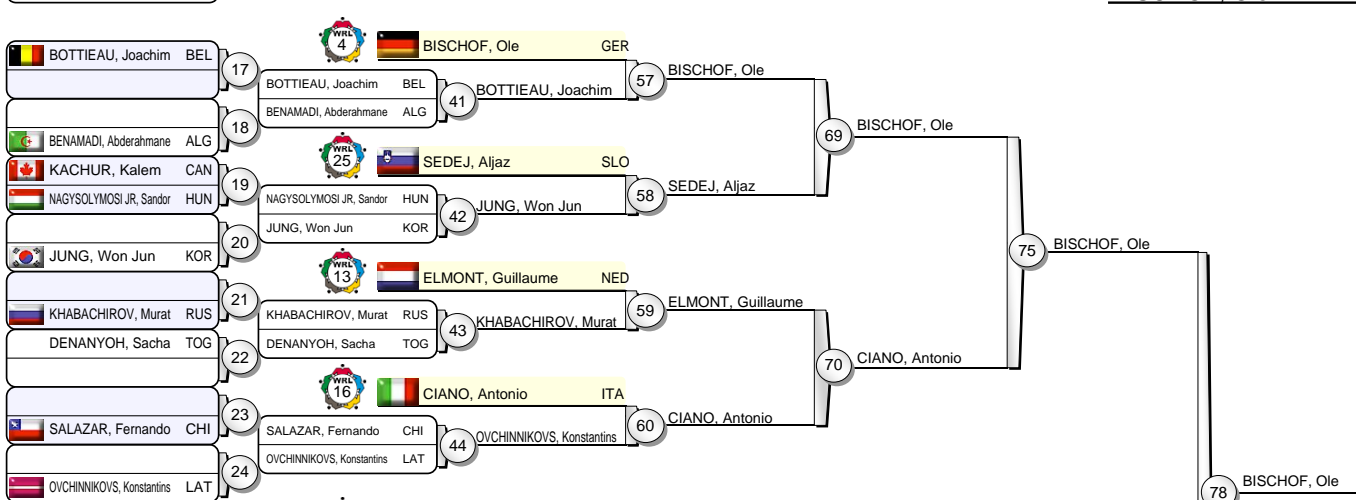 WRL
4
BISCHOF, Ole GER
BOTTIEAU, Joachim BEL
17
BOTTIEAU, Joachim BEL
BENAMADI, Abderahmane ALG
41
BOTTIEAU, Joachim
57
BISCHOF, Ole
18
BENAMADI, Abderahmane ALG
69
BISCHOF, Ole
WRL
25
SEDEJ, Aljaz SLO
KACHUR, Kalem CAN
19
NAGYSOLYMOSI JR, Sandor HUN
NAGYSOLYMOSI JR, Sandor HUN
JUNG, Won Jun KOR
42
JUNG, Won Jun
58
SEDEJ, Aljaz
20
JUNG, Won Jun KOR
75
BISCHOF, Ole
WRL
13
ELMONT, Guillaume NED
21
KHABACHIROV, Murat RUS
KHABACHIROV, Murat RUS
DENANYOH, Sacha TOG
43
KHABACHIROV, Murat
59
ELMONT, Guillaume
DENANYOH, Sacha TOG
22
70
CIANO, Antonio
WRL
16
CIANO, Antonio ITA
23
SALAZAR, Fernando CHI
SALAZAR, Fernando CHI
OVCHINNIKOVS, Konstantins LAT
44
OVCHINNIKOVS, Konstantins
60
CIANO, Antonio
24
OVCHINNIKOVS, Konstantins LAT
78
BISCHOF, Ole